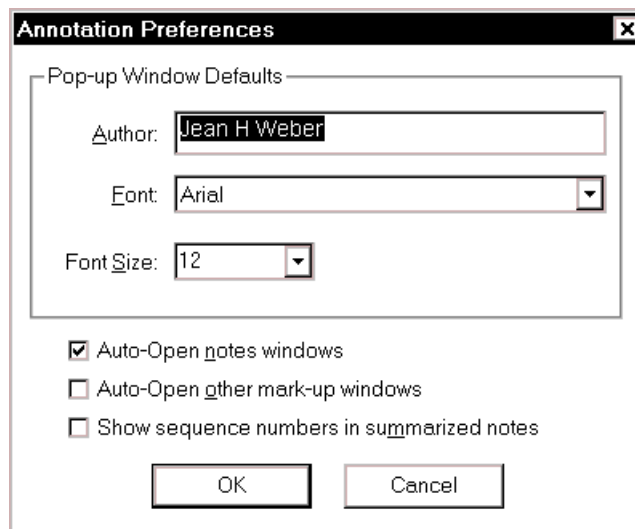 Annotation Preferences
Pop-up Window Defaults
Author: Jean H Weber
Font: Arial
Font Size: 12
Auto-Open notes windows
Auto-Open other mark-up windows
Show sequence numbers in summarized notes
OK Cancel